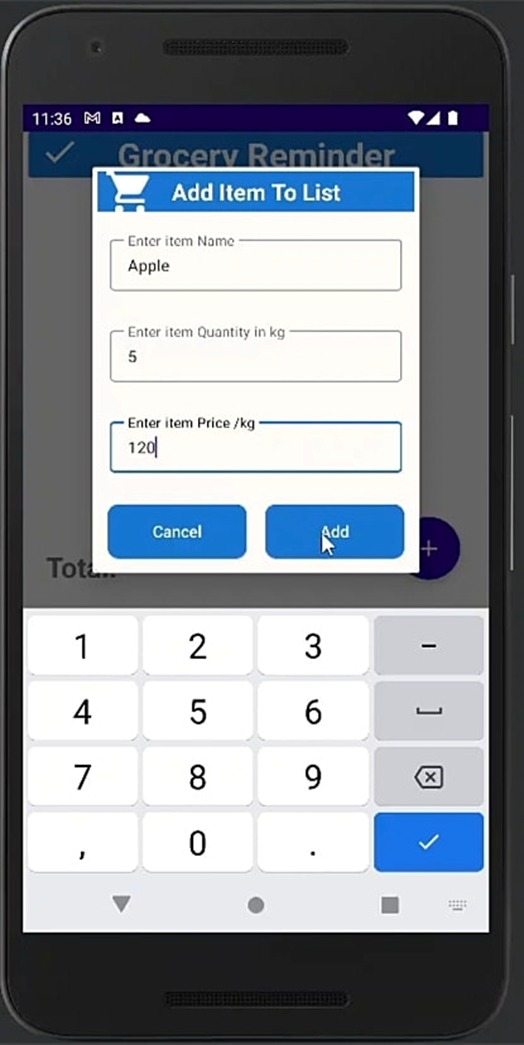 11:36
Grocery Reminder
Add Item To List
Enter item Name
Apple
Enter item Quantity in kg
5
Enter item Price /kg
120
Cancel
Add
+
Total:
1 2 3 -
4 5 6
7 8 9
, 0 .